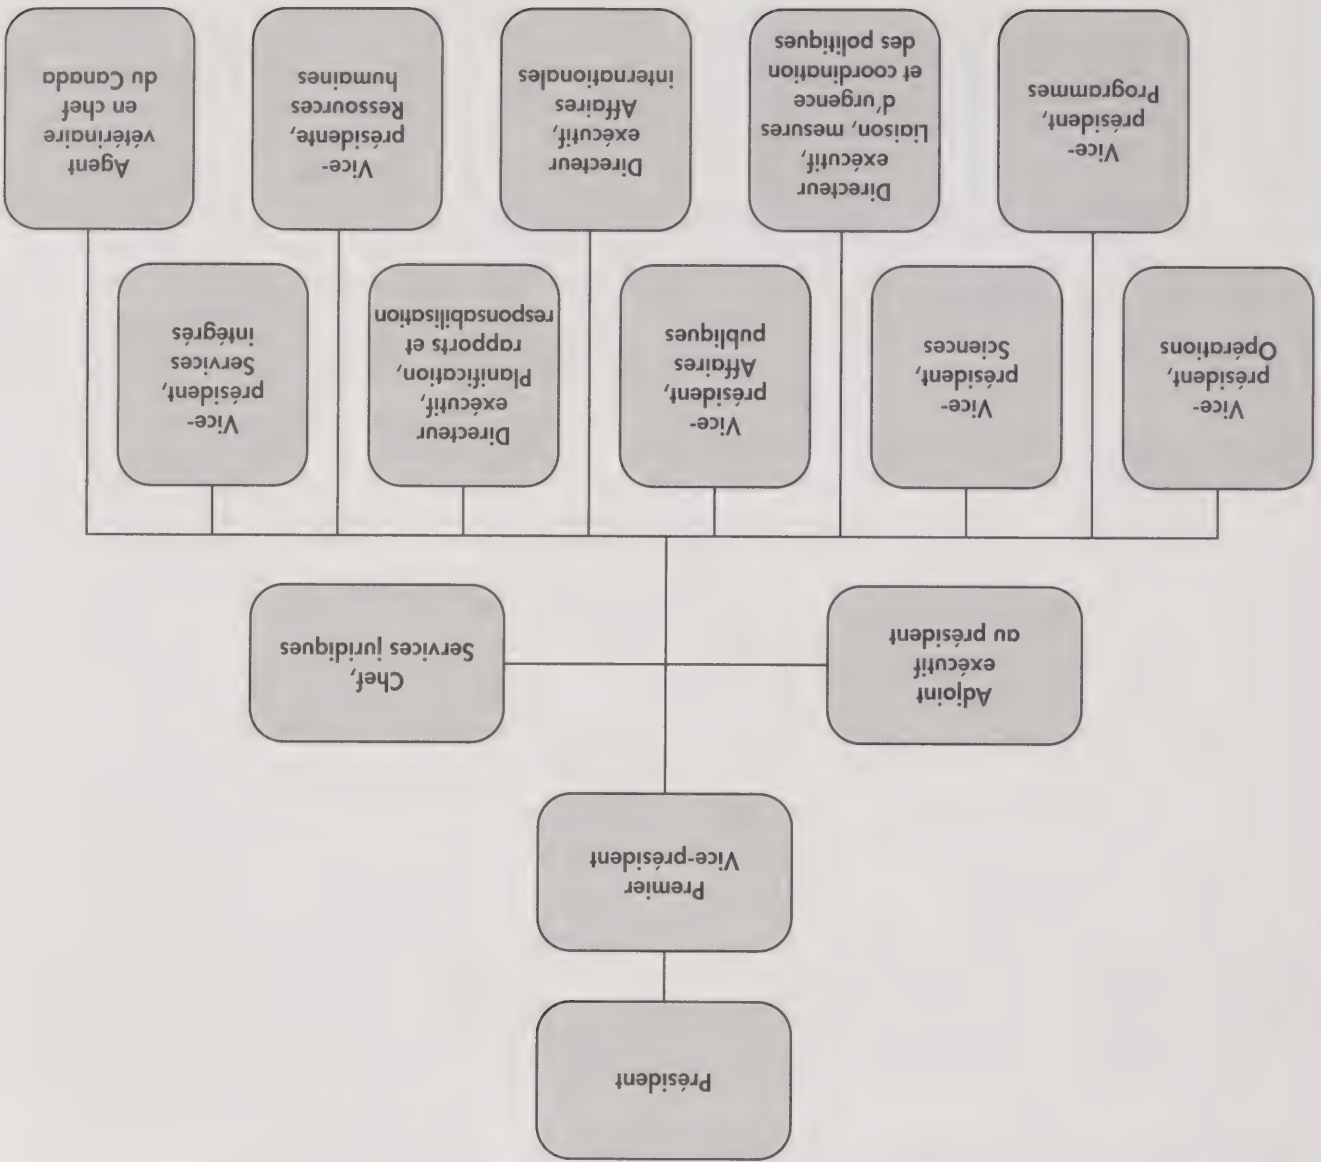 Président
Premier
Vice-président
Adjoint
exécutif
au président
Chef,
Services juridiques
Vice-
président,
Opérations
Vice-
président,
Sciences
Vice-
président,
Affaires
publiques
Directeur
exécutif,
Planification,
rapports et
responsabilisation
Vice-
président,
Services
intégrés
Vice-
président,
Programmes
Directeur
exécutif,
Liaison, mesures
d'urgence
et coordination
des politiques
Directeur
exécutif,
Affaires
internationales
Vice-
présidente,
Ressources
humaines
Agent
vétérinaire
en chef
du Canada